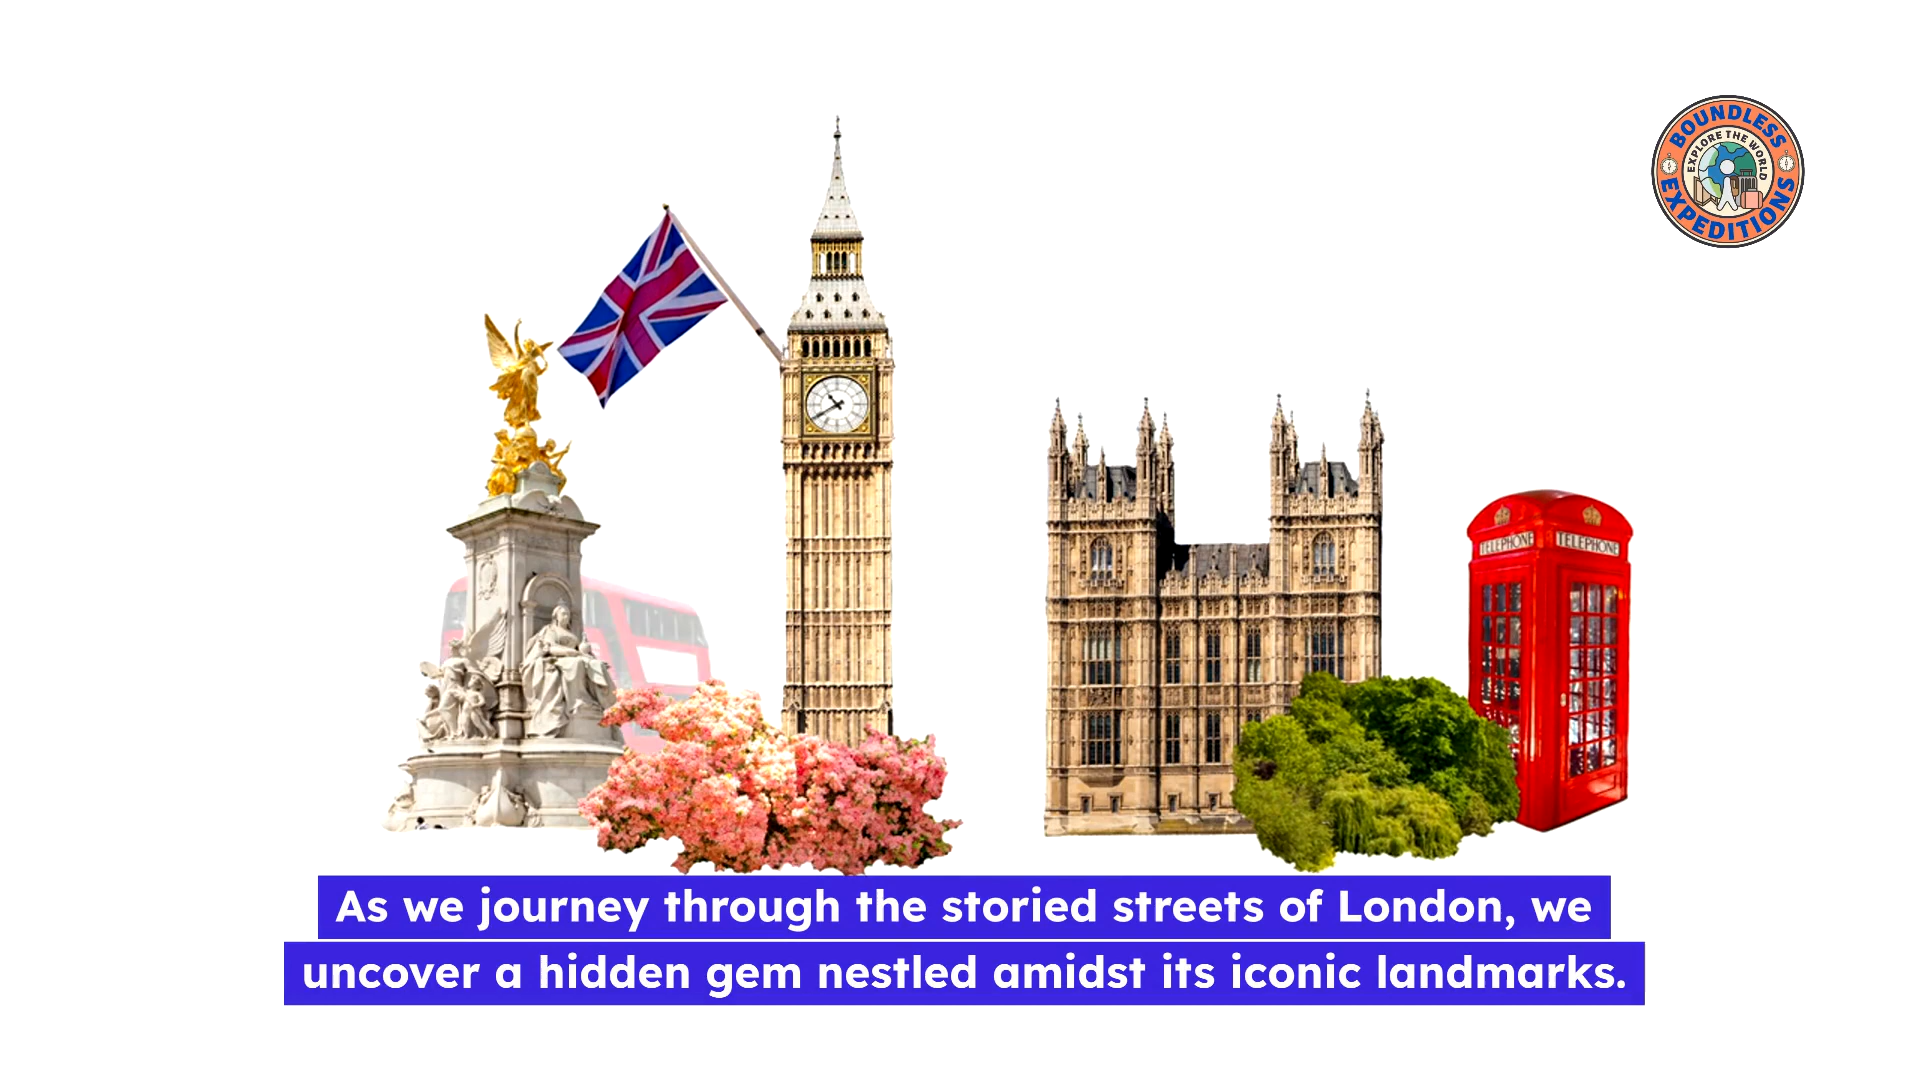 BOUNDLESS
EXPLORE THE WORLD
EXPEDITIONS
TELEPHONE TELEPHONE
As we journey through the storied streets of London, we
uncover a hidden gem nestled amidst its iconic landmarks.